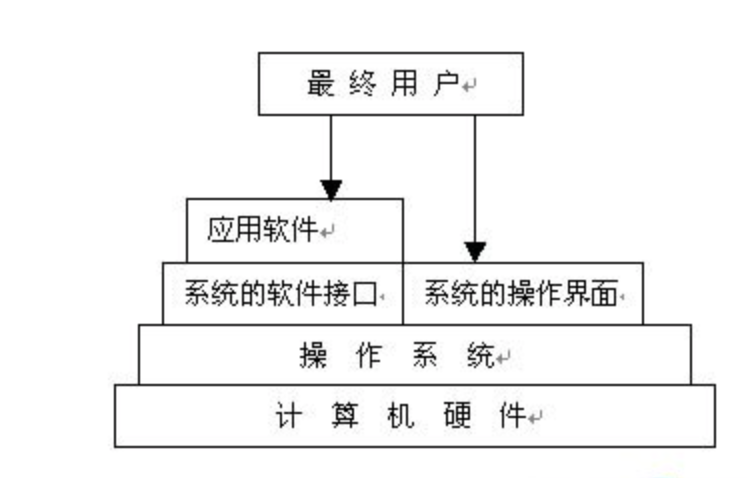 最终用户
应用软件
系统的软件接口
系统的操作界面
操作系统
计算机硬件